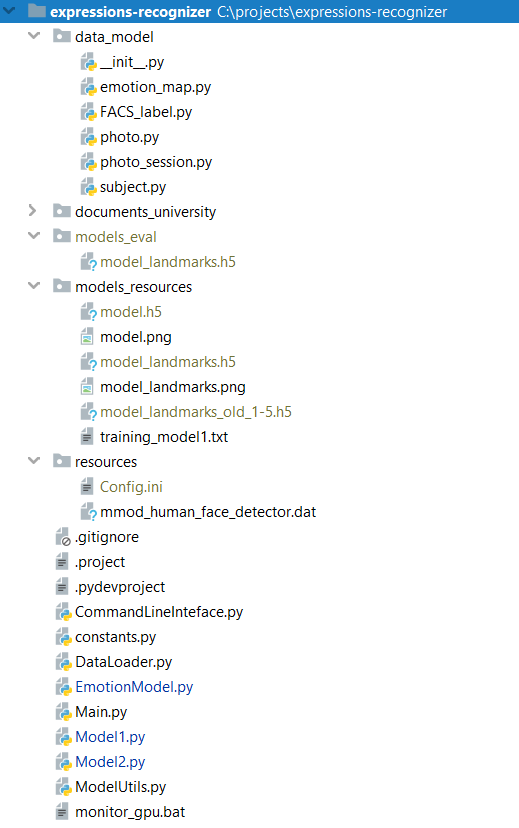 expressions-recognizer C:\projects\expressions-recognizer
data_model
__init__.py
emotion_map.py
FACS_label.py
photo.py
photo_session.py
subject.py
documents_university
models_eval
model_landmarks.h5
models_resources
model.h5
model.png
model_landmarks.h5
model_landmarks.png
model_landmarks_old_1-5.h5
training_model1.txt
resources
Config.ini
mmod_human_face_detector.dat
.gitignore
.project
.pydevproject
CommandLineInteface.py
constants.py
DataLoader.py
EmotionModel.py
Main.py
Model1.py
Model2.py
ModelUtils.py
monitor_gpu.bat